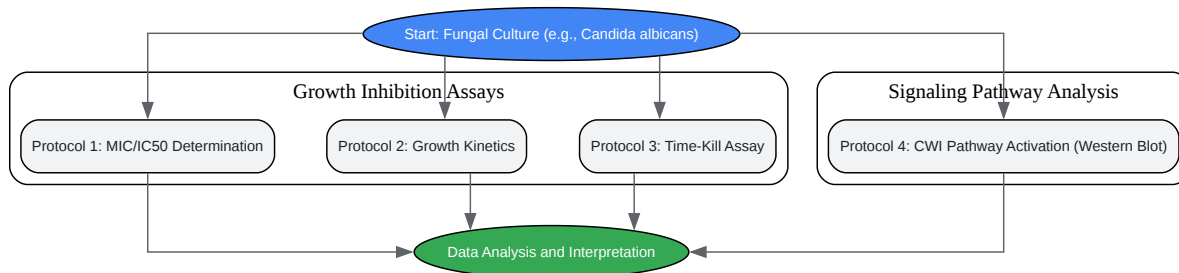 Start: Fungal Culture (e.g., Candida albicans)
Growth Inhibition Assays
Signaling Pathway Analysis
Protocol 1: MIC/IC50 Determination
Protocol 2: Growth Kinetics
Protocol 3: Time-Kill Assay
Protocol 4: CWI Pathway Activation (Western Blot)
Data Analysis and Interpretation